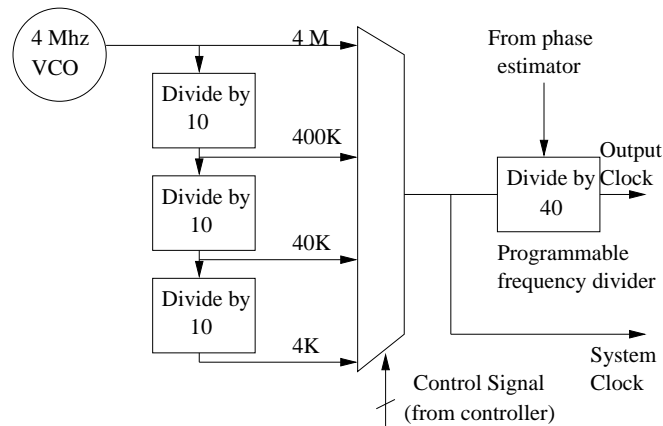 4 Mhz
VCO
4 M
From phase
estimator
Divide by
10
400K
Output
Clock
Divide by
40
Divide by
10
40K
Programmable
frequency divider
Divide by
10
4K
System
Clock
Control Signal
(from controller)